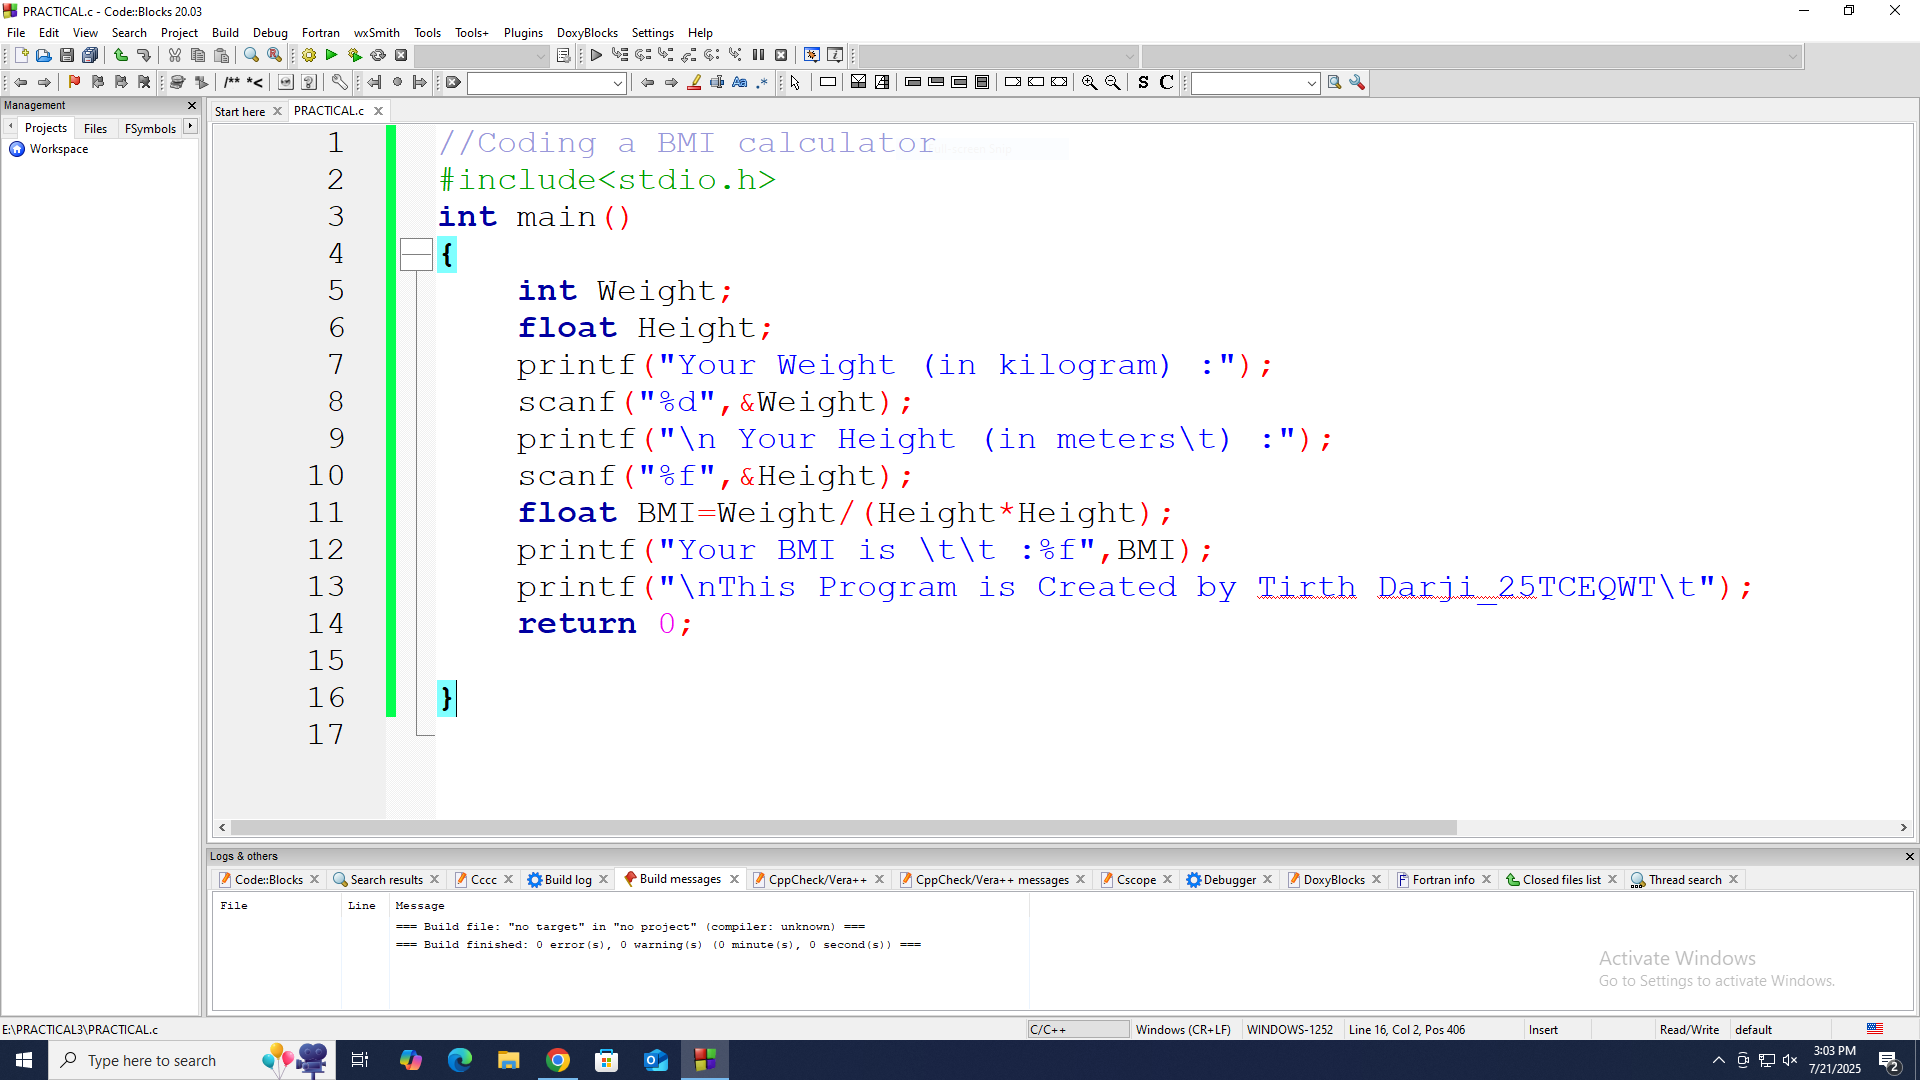 PRACTICAL.c - Code::Blocks 20.03
File Edit View Search Project Build Debug Fortran wxSmith Tools Tools+ Plugins DoxyBlocks Settings Help
/** *< Aa .* S C
Management
Start here PRACTICAL.c
Projects Files FSymbols
Workspace
1 //Coding a BMI calculator
2 #include<stdio.h>
3 int main()
4 {
5 int Weight;
6 float Height;
7 printf("Your Weight (in kilogram) :");
8 scanf("%d",&Weight);
9 printf("\n Your Height (in meters\t) :");
10 scanf("%f",&Height);
11 float BMI=Weight/(Height*Height);
12 printf("Your BMI is \t\t :%f",BMI);
13 printf("\nThis Program is Created by Tirth Darji_25TCEQWT\t");
14 return 0;
15
16 }
17
Logs & others
Code::Blocks Search results Cccc Build log Build messages CppCheck/Vera++ CppCheck/Vera++ messages Cscope Debugger DoxyBlocks Fortran info Closed files list Thread search
File Line Message
=== Build file: "no target" in "no project" (compiler: unknown) ===
=== Build finished: 0 error(s), 0 warning(s) (0 minute(s), 0 second(s)) ===
Activate Windows
Go to Settings to activate Windows.
E:\PRACTICAL3\PRACTICAL.c C/C++ Windows (CR+LF) WINDOWS-1252 Line 16, Col 2, Pos 406 Insert Read/Write default
Type here to search
3:03 PM
7/21/2025
2